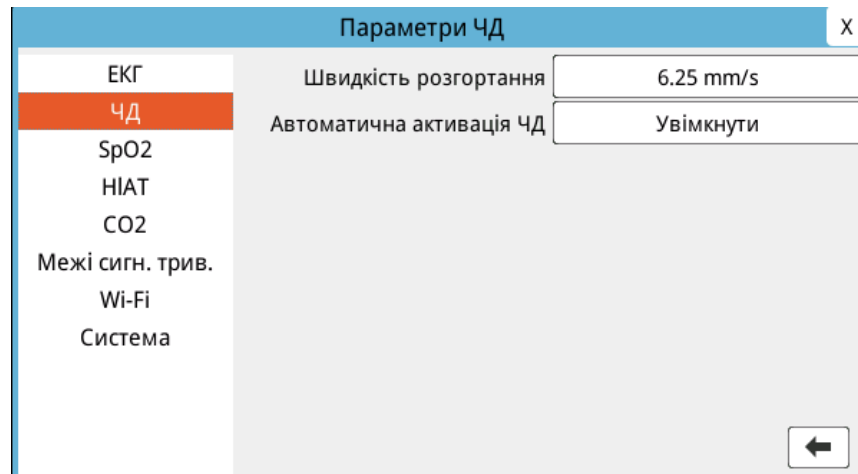 Параметри ЧД
X
ЕКГ
ЧД
SpO2
НІАТ
CO2
Межі сигн. трив.
Wi-Fi
Система
Швидкість розгортання
6.25 mm/s
Автоматична активація ЧД
Увімкнути